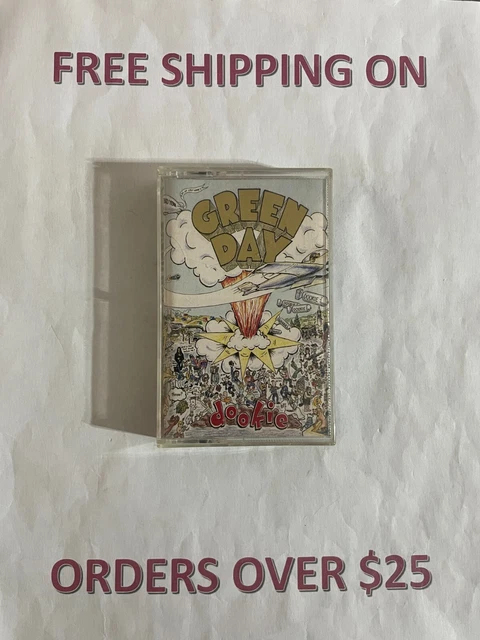 FREE SHIPPING ON
GREEN
DAY
dookie
ORDERS OVER $25